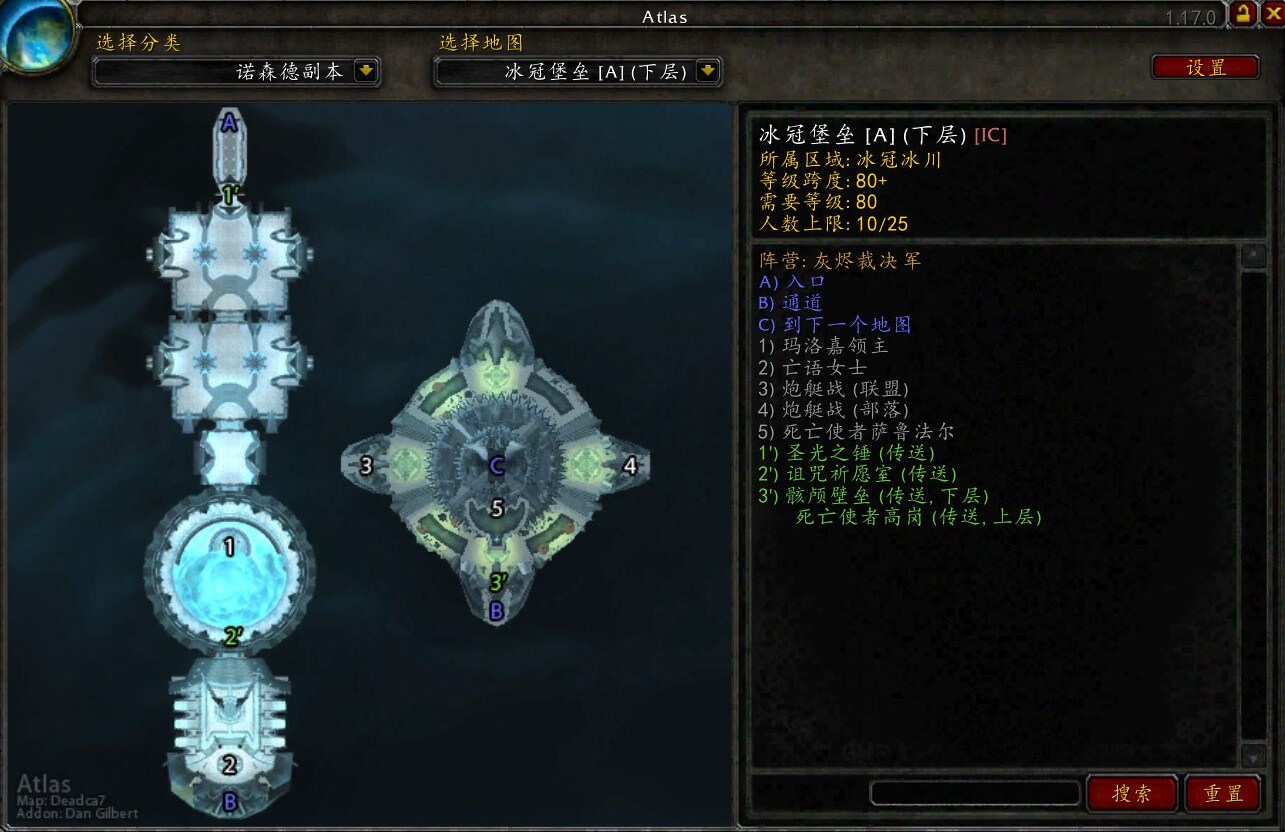 Atlas
1.17.0
选择分类
选择地图
诺森德副本
冰冠堡垒 [A] (下层)
设置
A
1'
1
2'
2
B
3
C
4
5
3'
B
Atlas
Map: Deadca7
Addon: Dan Gilbert
冰冠堡垒 [A] (下层) [IC]
所属区域: 冰冠冰川
等级跨度: 80+
需要等级: 80
人数上限: 10/25
阵营: 灰烬裁决军
A) 入口
B) 通道
C) 到下一个地图
1) 玛洛嘉领主
2) 亡语女士
3) 炮艇战 (联盟)
4) 炮艇战 (部落)
5) 死亡使者萨鲁法尔
1') 圣光之锤 (传送)
2') 诅咒祈愿室 (传送)
3') 骸颅壁垒 (传送, 下层)
死亡使者高岗 (传送, 上层)
搜索
重置